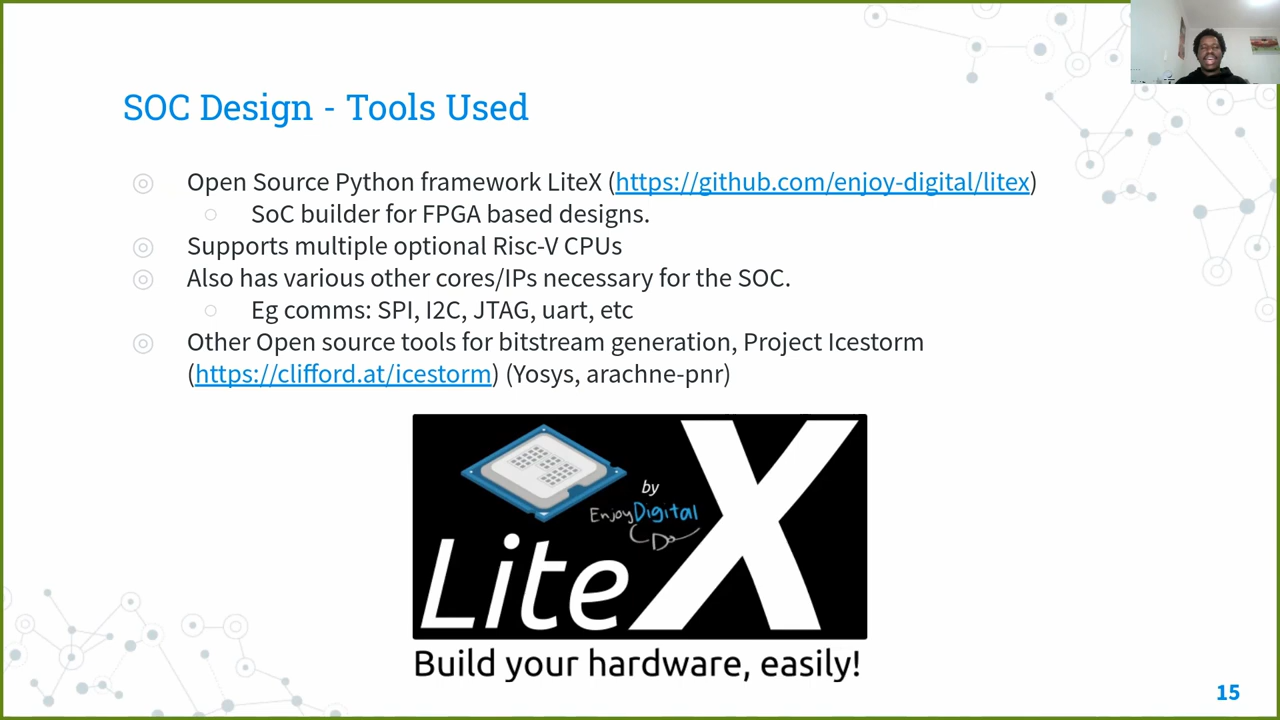 SOC Design - Tools Used
Open Source Python framework LiteX (https://github.com/enjoy-digital/litex)
SoC builder for FPGA based designs.
Supports multiple optional Risc-V CPUs
Also has various other cores/IPs necessary for the SOC.
Eg comms: SPI, I2C, JTAG, uart, etc
Other Open source tools for bitstream generation, Project Icestorm
(https://clifford.at/icestorm) (Yosys, arachne-pnr)
by
EnjoyDigital
LiteX
Build your hardware, easily!
15